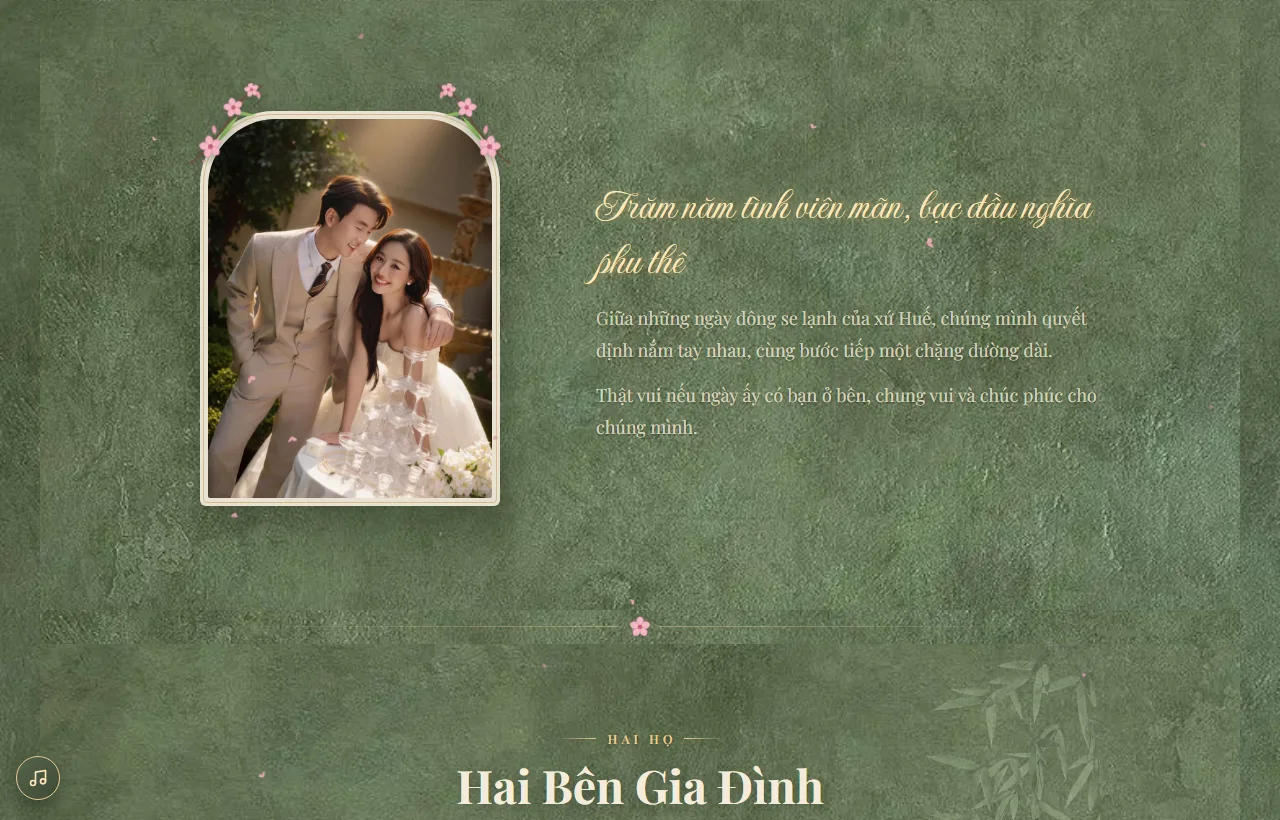 Trăm năm tình viên mãn, bạc đầu nghĩa
phu thê
Giữa những ngày đông se lạnh của xứ Huế, chúng mình quyết
định nắm tay nhau, cùng bước tiếp một chặng đường dài.
Thật vui nếu ngày ấy có bạn ở bên, chung vui và chúc phúc cho
chúng mình.
HAI HỌ
Hai Bên Gia Đình